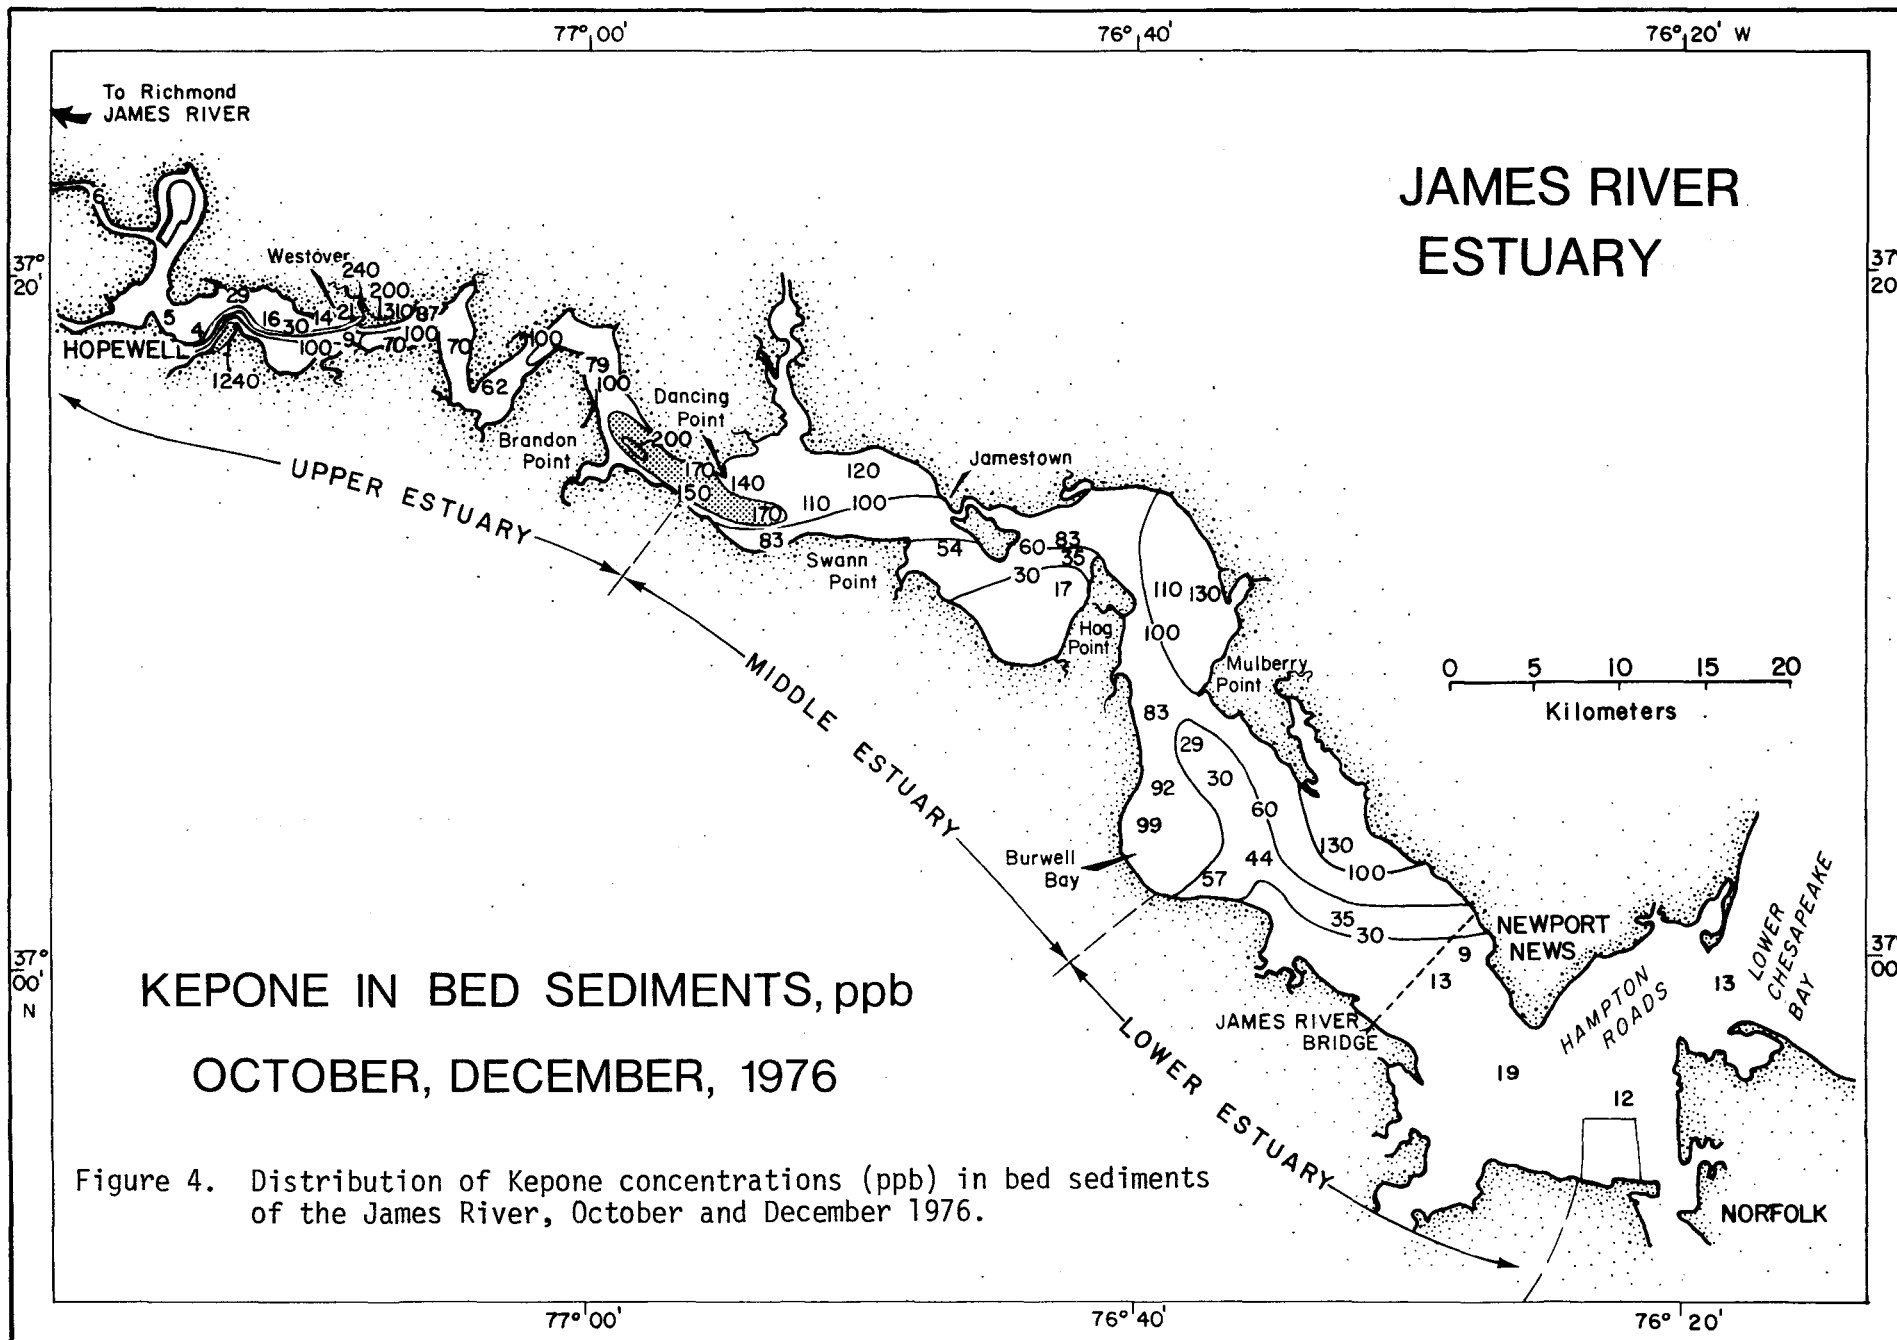 77° 00'
76° 40'
76° 20' W
To Richmond
JAMES RIVER
JAMES RIVER
ESTUARY
6
37°
20'
37°
20'
Westover
240
200
29
5
4
16
30
14
21
87
100
9
100
70
HOPEWELL
1240
70
62
100
79
100
Dancing
Point
200
Brandon
Point
170
140
150
170
120
110
100
83
Jamestown
Swann
Point
54
60
83
35
30
17
110
130
100
Hog
Point
Mulberry
Point
0 5 10 15 20
Kilometers
83
29
30
92
60
99
130
100
44
57
Burwell
Bay
35
30
9
13
NEWPORT
NEWS
13
LOWER
CHESAPEAKE
BAY
HAMPTON
ROADS
JAMES RIVER
BRIDGE
19
12
NORFOLK
UPPER ESTUARY
MIDDLE ESTUARY
LOWER ESTUARY
37°
00'
N
37°
00
KEPONE IN BED SEDIMENTS, ppb
OCTOBER, DECEMBER, 1976
Figure 4. Distribution of Kepone concentrations (ppb) in bed sediments
of the James River, October and December 1976.
77° 00'
76° 40'
76° 20'